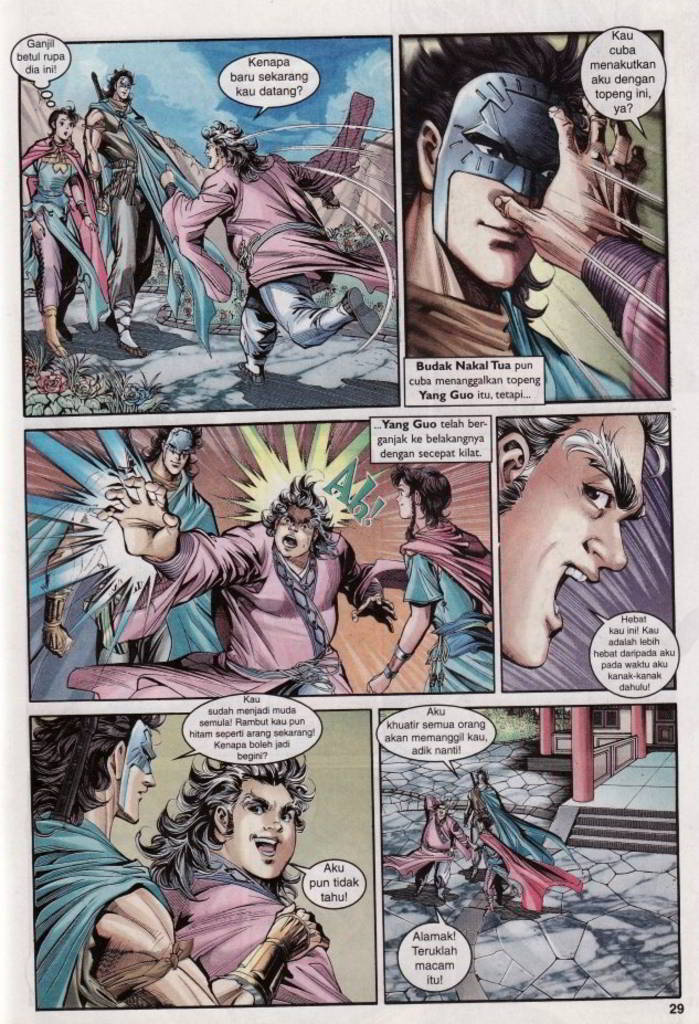 Ganjil
betul rupa
dia ini!
Kenapa
baru sekarang
kau datang?
Kau
cuba
menakutkan
aku dengan
topeng ini,
ya?
Budak Nakal Tua pun
cuba menanggalkan topeng
Yang Guo itu, tetapi...
...Yang Guo telah ber-
ganjak ke belakangnya
dengan secepat kilat.
Ah!
Hebat
kau ini! Kau
adalah lebih
hebat daripada
pada waktu aku
kanak-kanak
dahulu!
Kau
sudah menjadi muda
semula! Rambut kau pun
hitam seperti arang sekarang!
Kenapa boleh jadi
begini?
Aku
pun tidak
tahu!
Aku
khuatir semua orang
akan memanggil kau,
adik nanti!
Alamak!
Teruklah
macam
itu!
29